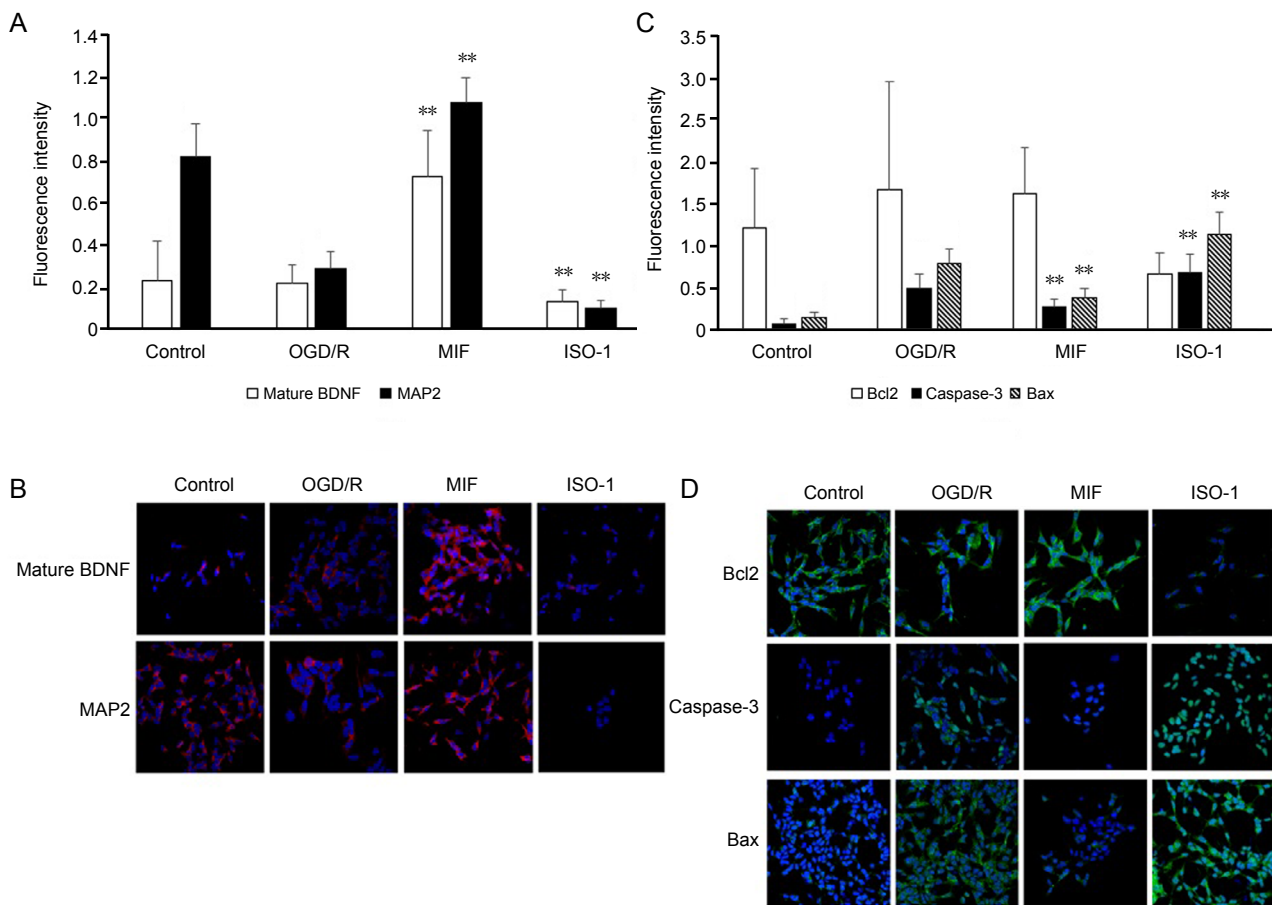 A
Fluorescence intensity
1.4
1.2
1.0
0.8
0.6
0.4
0.2
0
** ** ** **
Control OGD/R MIF ISO-1
Mature BDNF MAP2
C
Fluorescence intensity
3.5
3.0
2.5
2.0
1.5
1.0
0.5
0
** ** ** **
Control OGD/R MIF ISO-1
Bcl2 Caspase-3 Bax
B
Control OGD/R MIF ISO-1
Mature BDNF
MAP2
D
Control OGD/R MIF ISO-1
Bcl2
Caspase-3
Bax